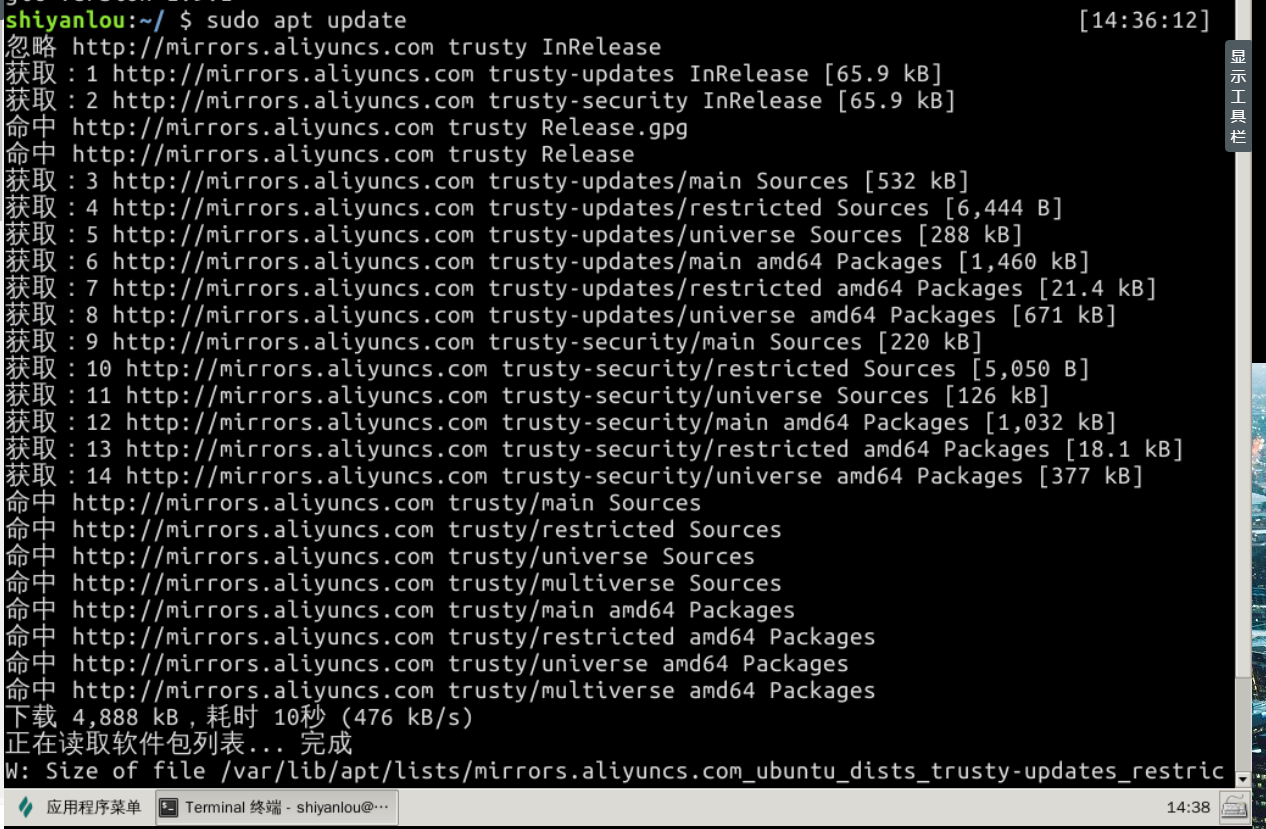 shiyanlou:~/ $ sudo apt update [14:36:12]
忽略 http://mirrors.aliyuncs.com trusty InRelease
获取：1 http://mirrors.aliyuncs.com trusty-updates InRelease [65.9 kB]
获取：2 http://mirrors.aliyuncs.com trusty-security InRelease [65.9 kB]
命中 http://mirrors.aliyuncs.com trusty Release.gpg
命中 http://mirrors.aliyuncs.com trusty Release
获取：3 http://mirrors.aliyuncs.com trusty-updates/main Sources [532 kB]
获取：4 http://mirrors.aliyuncs.com trusty-updates/restricted Sources [6,444 B]
获取：5 http://mirrors.aliyuncs.com trusty-updates/universe Sources [288 kB]
获取：6 http://mirrors.aliyuncs.com trusty-updates/main amd64 Packages [1,460 kB]
获取：7 http://mirrors.aliyuncs.com trusty-updates/restricted amd64 Packages [21.4 kB]
获取：8 http://mirrors.aliyuncs.com trusty-updates/universe amd64 Packages [671 kB]
获取：9 http://mirrors.aliyuncs.com trusty-security/main Sources [220 kB]
获取：10 http://mirrors.aliyuncs.com trusty-security/restricted Sources [5,050 B]
获取：11 http://mirrors.aliyuncs.com trusty-security/universe Sources [126 kB]
获取：12 http://mirrors.aliyuncs.com trusty-security/main amd64 Packages [1,032 kB]
获取：13 http://mirrors.aliyuncs.com trusty-security/restricted amd64 Packages [18.1 kB]
获取：14 http://mirrors.aliyuncs.com trusty-security/universe amd64 Packages [377 kB]
命中 http://mirrors.aliyuncs.com trusty/main Sources
命中 http://mirrors.aliyuncs.com trusty/restricted Sources
命中 http://mirrors.aliyuncs.com trusty/universe Sources
命中 http://mirrors.aliyuncs.com trusty/multiverse Sources
命中 http://mirrors.aliyuncs.com trusty/main amd64 Packages
命中 http://mirrors.aliyuncs.com trusty/restricted amd64 Packages
命中 http://mirrors.aliyuncs.com trusty/universe amd64 Packages
命中 http://mirrors.aliyuncs.com trusty/multiverse amd64 Packages
下载 4,888 kB，耗时 10秒 (476 kB/s)
正在读取软件包列表... 完成
W: Size of file /var/lib/apt/lists/mirrors.aliyuncs.com_ubuntu_dists_trusty-updates_restric
显示工具栏
应用程序菜单 Terminal 终端 - shiyanlou@··· 14:38